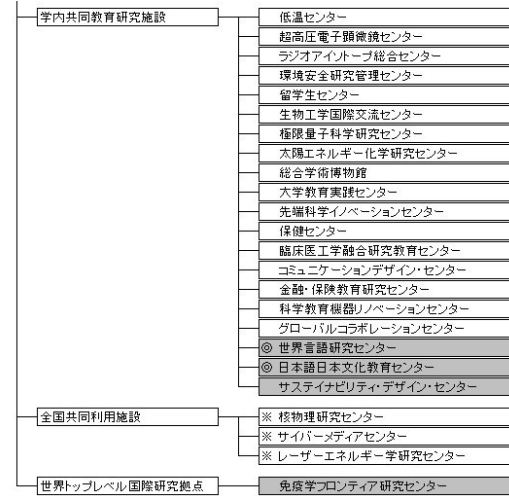 学内共同教育研究施設
低温センター
超高圧電子顕微鏡センター
ラジオアイソトープ総合センター
環境安全研究管理センター
留学生センター
生物工学国際交流センター
極限量子科学研究センター
太陽エネルギー化学研究センター
総合学術博物館
大学教育実践センター
先端科学イノベーションセンター
保健センター
臨床医工学融合研究教育センター
コミュニケーションデザイン・センター
金融・保険教育研究センター
科学教育機器リノベーションセンター
グローバルコラボレーションセンター
◎ 世界言語研究センター
◎ 日本語日本文化教育センター
サステイナビリティ・デザイン・センター
全国共同利用施設
※ 核物理研究センター
※ サイバーメディアセンター
※ レーザーエネルギー学研究センター
世界トップレベル国際研究拠点
免疫学フロンティア研究センター